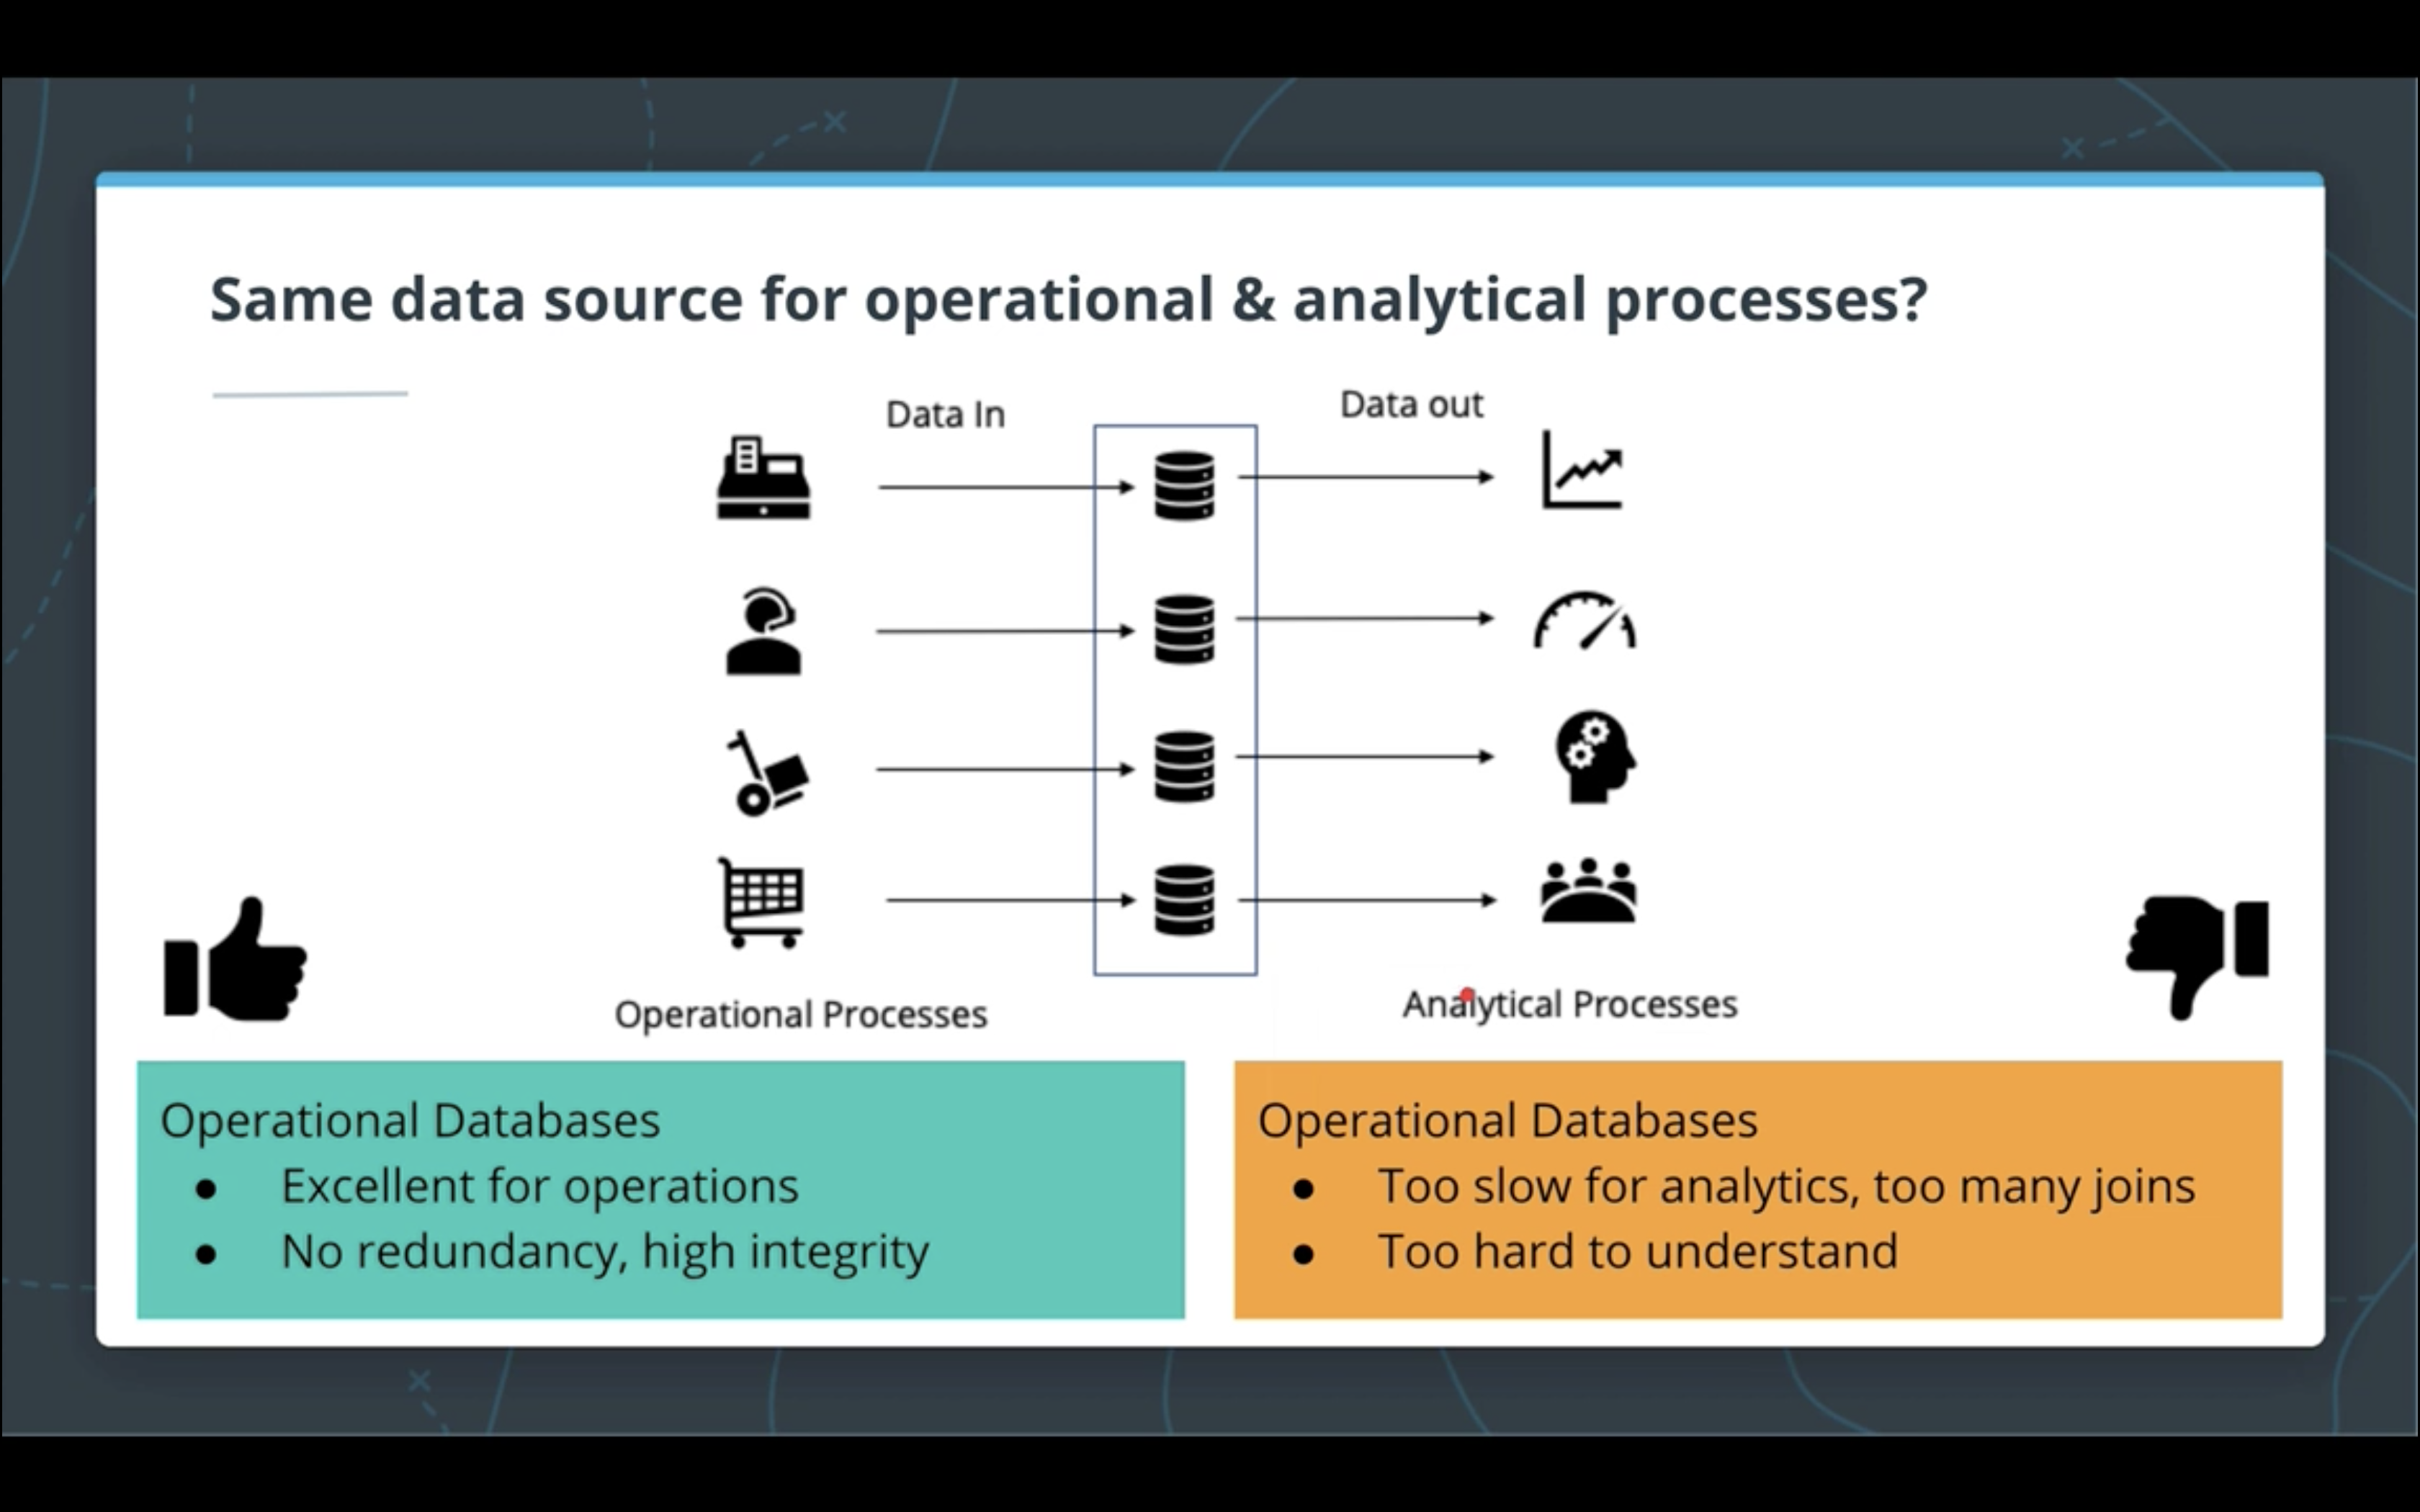 Same data source for operational & analytical processes?
Data In
Data out
Operational Processes
Analytical Processes
Operational Databases
● Excellent for operations
● No redundancy, high integrity
Operational Databases
● Too slow for analytics, too many joins
● Too hard to understand